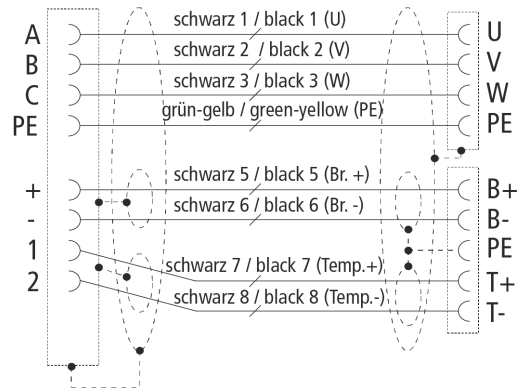 A schwarz 1 / black 1 (U) U
B schwarz 2 / black 2 (V) V
C schwarz 3 / black 3 (W) W
PE grün-gelb / green-yellow (PE) PE
+ schwarz 5 / black 5 (Br. +) B+
- schwarz 6 / black 6 (Br. -) B-
1 PE
schwarz 7 / black 7 (Temp.+) T+
2
schwarz 8 / black 8 (Temp.-) T-